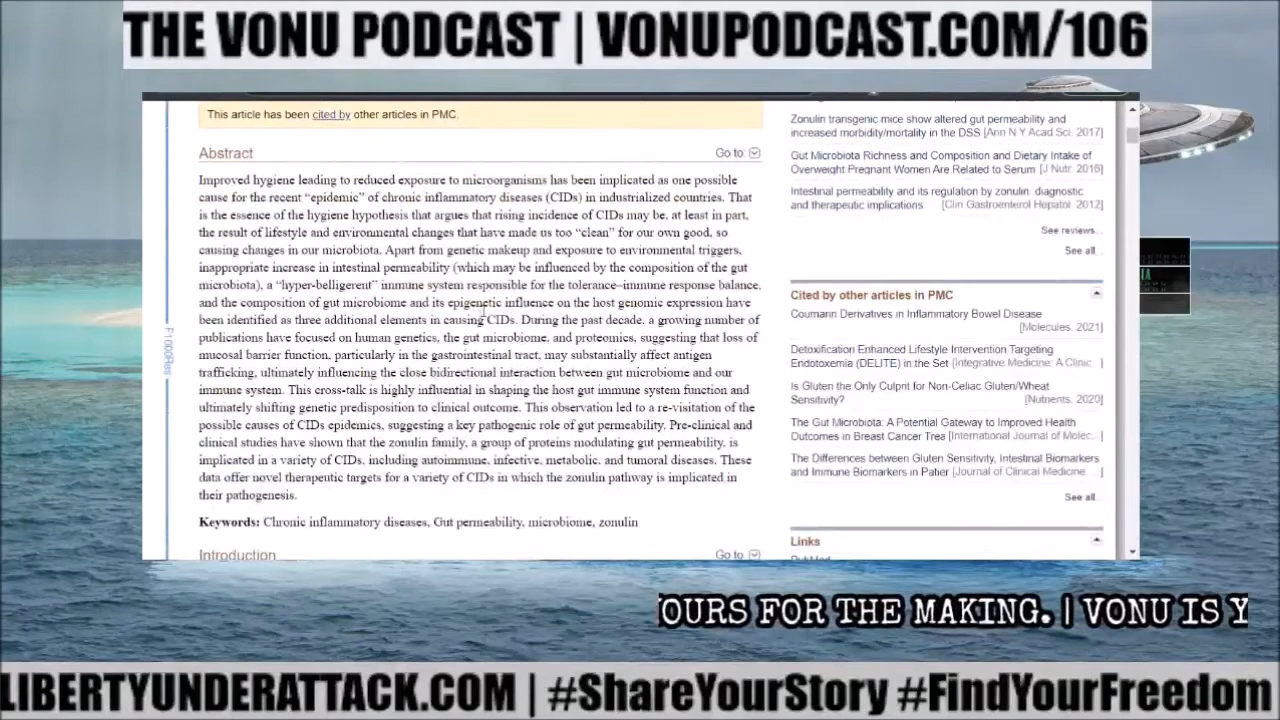 THE VONU PODCAST | VONUPODCAST.COM/106
This article has been cited by other articles in PMC.
Abstract
Go to:
Improved hygiene leading to reduced exposure to microorganisms has been implicated as one possible
cause for the recent “epidemic” of chronic inflammatory diseases (CIDs) in industrialized countries. That
is the essence of the hygiene hypothesis that argues that rising incidence of CIDs may be, at least in part,
the result of lifestyle and environmental changes that have made us too “clean” for our own good, so
causing changes in our microbiota. Apart from genetic makeup and exposure to environmental triggers,
inappropriate increase in intestinal permeability (which may be influenced by the composition of the gut
microbiota), a “hyper-belligerent” immune system responsible for the tolerance–immune response balance,
and the composition of gut microbiome and its epigenetic influence on the host genomic expression have
been identified as three additional elements in causing CIDs. During the past decade, a growing number of
publications have focused on human genetics, the gut microbiome, and proteomics, suggesting that loss of
mucosal barrier function, particularly in the gastrointestinal tract, may substantially affect antigen
trafficking, ultimately influencing the close bidirectional interaction between gut microbiome and our
immune system. This cross-talk is highly influential in shaping the host gut immune system function and
ultimately shifting genetic predisposition to clinical outcome. This observation led to a re-visitation of the
possible causes of CIDs epidemics, suggesting a key pathogenic role of gut permeability. Pre-clinical and
clinical studies have shown that the zonulin family, a group of proteins modulating gut permeability, is
implicated in a variety of CIDs, including autoimmune, infective, metabolic, and tumoral diseases. These
data offer novel therapeutic targets for a variety of CIDs in which the zonulin pathway is implicated in
their pathogenesis.
Keywords: Chronic inflammatory diseases, Gut permeability, microbiome, zonulin
Introduction
Go to:
F1000Res
Zonulin transgenic mice show altered gut permeability and
increased morbidity/mortality in the DSS [Ann N Y Acad Sci. 2017]
Gut Microbiota Richness and Composition and Dietary Intake of
Overweight Pregnant Women Are Related to Serum [J Nutr. 2016]
Intestinal permeability and its regulation by zonulin: diagnostic
and therapeutic implications. [Clin Gastroenterol Hepatol. 2012]
See reviews...
See all...
Cited by other articles in PMC
Coumarin Derivatives in Inflammatory Bowel Disease
[Molecules. 2021]
Detoxification Enhanced Lifestyle Intervention Targeting
Endotoxemia (DELITE) in the Set [Integrative Medicine: A Clinic...]
Is Gluten the Only Culprit for Non-Celiac Gluten/Wheat
Sensitivity? [Nutrients. 2020]
The Gut Microbiota: A Potential Gateway to Improved Health
Outcomes in Breast Cancer Trea [International Journal of Molec...]
The Differences between Gluten Sensitivity, Intestinal Biomarkers
and Immune Biomarkers in Patier [Journal of Clinical Medicine. ...]
See all...
Links
PubMed
OURS FOR THE MAKING. | VONU IS Y
LIBERTYUNDERATTACK.COM | #ShareYourStory #FindYourFreedom